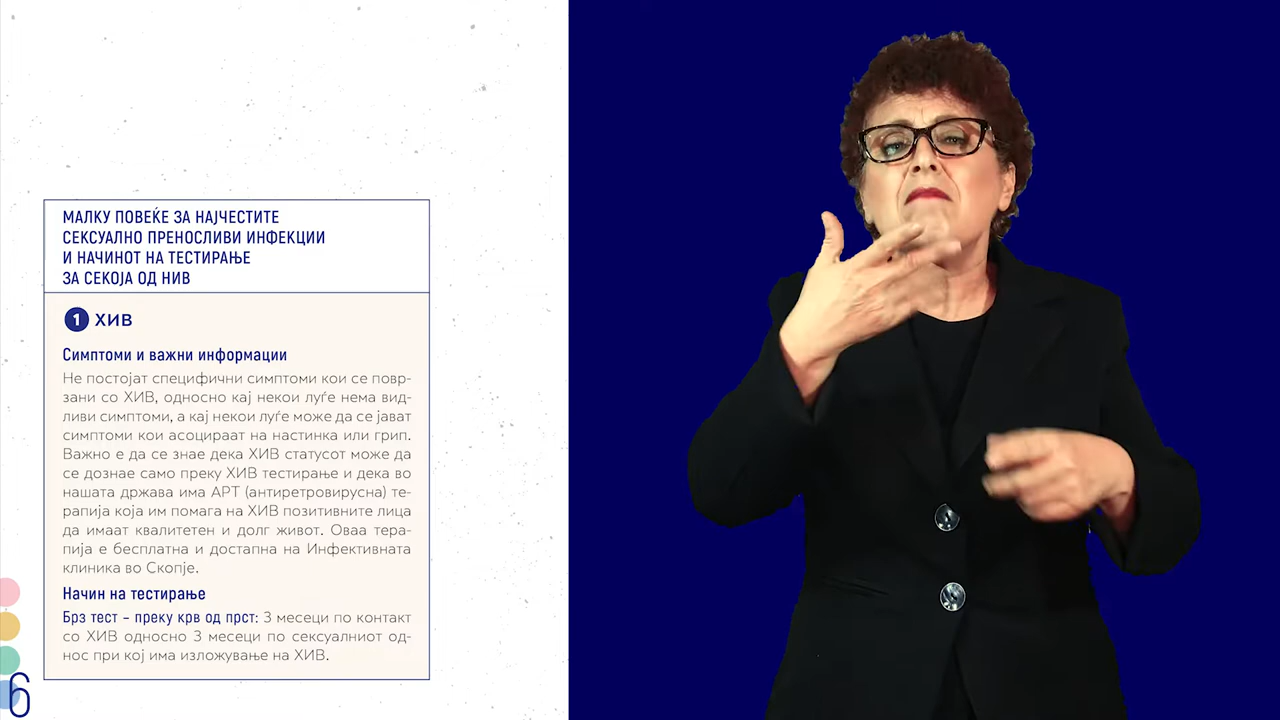 МАЛКУ ПОВЕЌЕ ЗА НАЈЧЕСТИТЕ
СЕКСУАЛНО ПРЕНОСЛИВИ ИНФЕКЦИИ
И НАЧИНОТ НА ТЕСТИРАЊЕ
ЗА СЕКОЈА ОД НИВ
1 ХИВ
Симптоми и важни информации
Не постојат специфични симптоми кои се повр-
зани со ХИВ, односно кај некои луѓе нема вид-
ливи симптоми, а кај некои луѓе може да се јават
симптоми кои асоцираат на настинка или грип.
Важно е да се знае дека ХИВ статусот може да
се дознае само преку ХИВ тестирање и дека во
нашата држава има АРТ (антиретровирусна) те-
рапија која им помага на ХИВ позитивните лица
да имаат квалитетен и долг живот. Оваа тера-
пија е бесплатна и достапна на Инфективната
клиника во Скопје.
Начин на тестирање
Брз тест – преку крв од прст: 3 месеци по контакт
со ХИВ односно 3 месеци по сексуалниот од-
нос при кој има изложување на ХИВ.
6